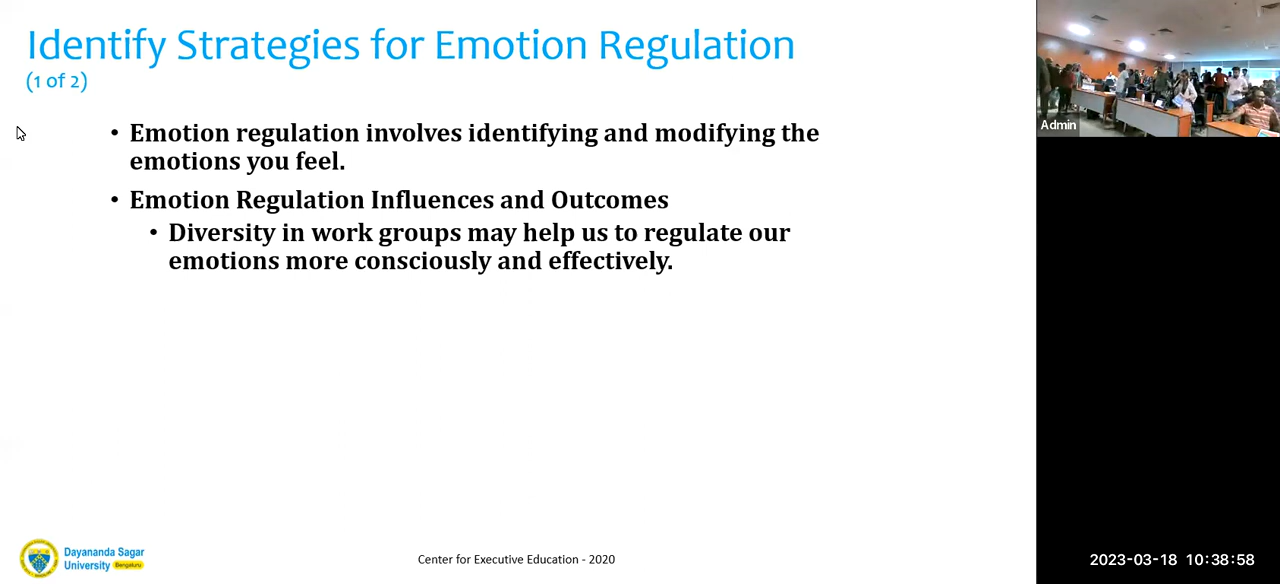 Identify Strategies for Emotion Regulation
(1 of 2)
• Emotion regulation involves identifying and modifying the
emotions you feel.
• Emotion Regulation Influences and Outcomes
• Diversity in work groups may help us to regulate our
emotions more consciously and effectively.
Dayananda Sagar
University Bengaluru
Center for Executive Education - 2020
Admin
2023-03-18 10:38:58